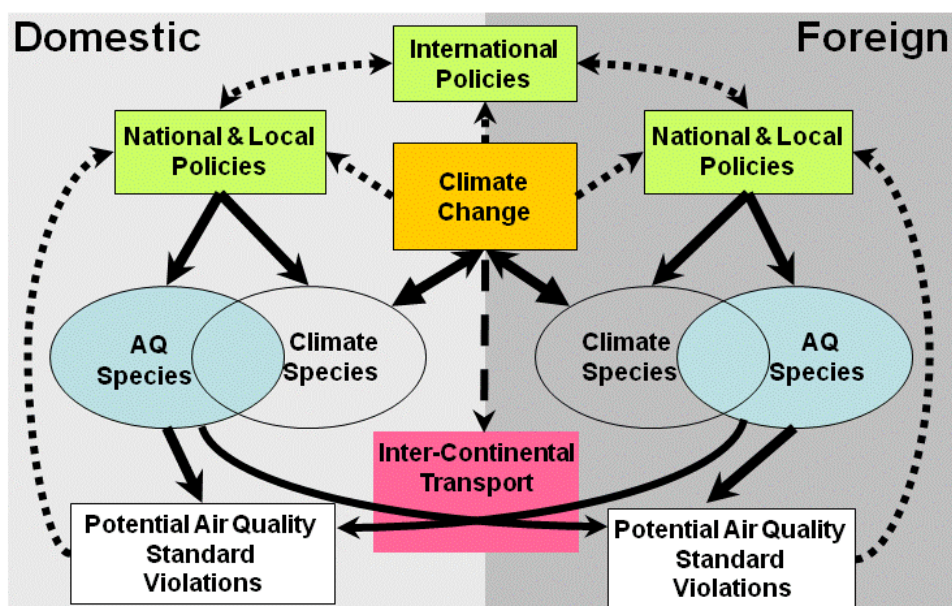 Domestic
Foreign
International
Policies
National & Local
Policies
National & Local
Policies
Climate
Change
AQ
Species
Climate
Species
Climate
Species
AQ
Species
Inter-Continental
Transport
Potential Air Quality
Standard
Violations
Potential Air Quality
Standard
Violations